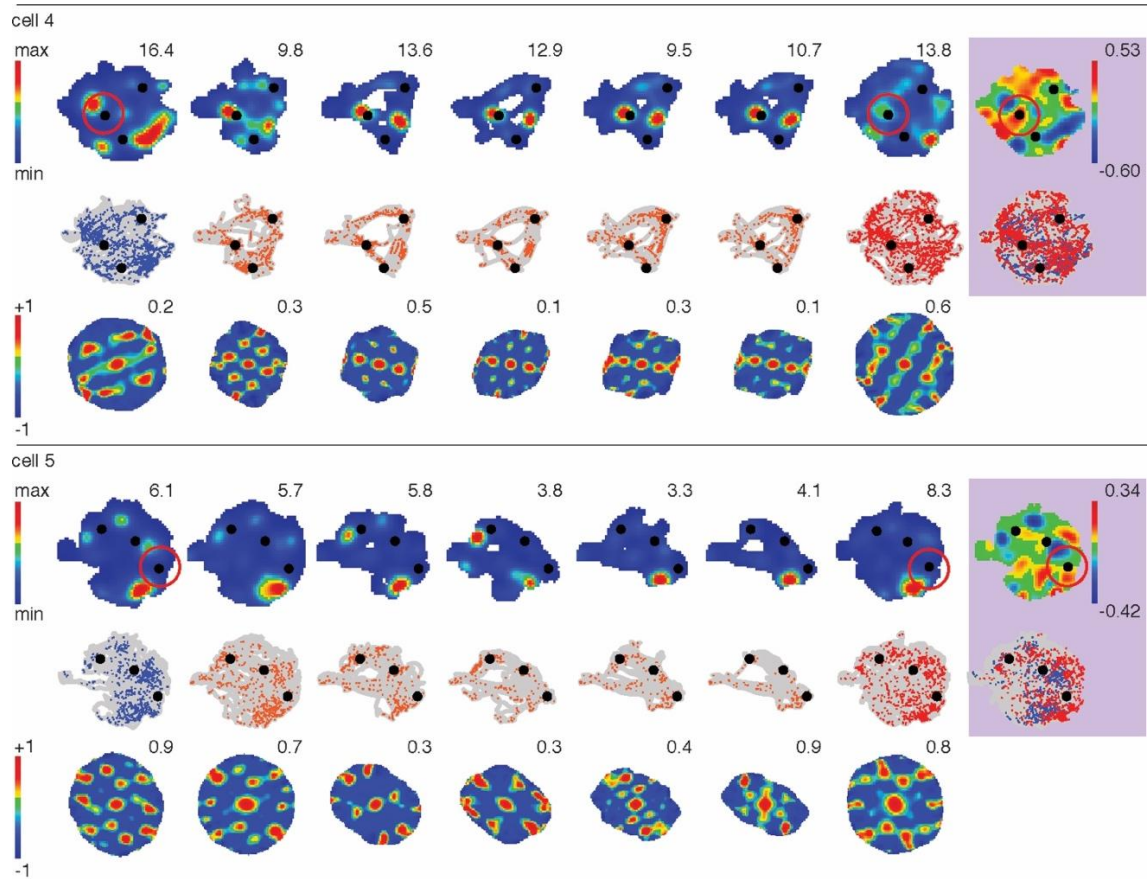 cell 4
max 16.4 9.8 13.6 12.9 9.5 10.7 13.8 0.53
min -0.60
+1 0.2 0.3 0.5 0.1 0.3 0.1 0.6
-1
cell 5
max 6.1 5.7 5.8 3.8 3.3 4.1 8.3 0.34
min -0.42
+1 0.9 0.7 0.3 0.3 0.4 0.9 0.8
-1